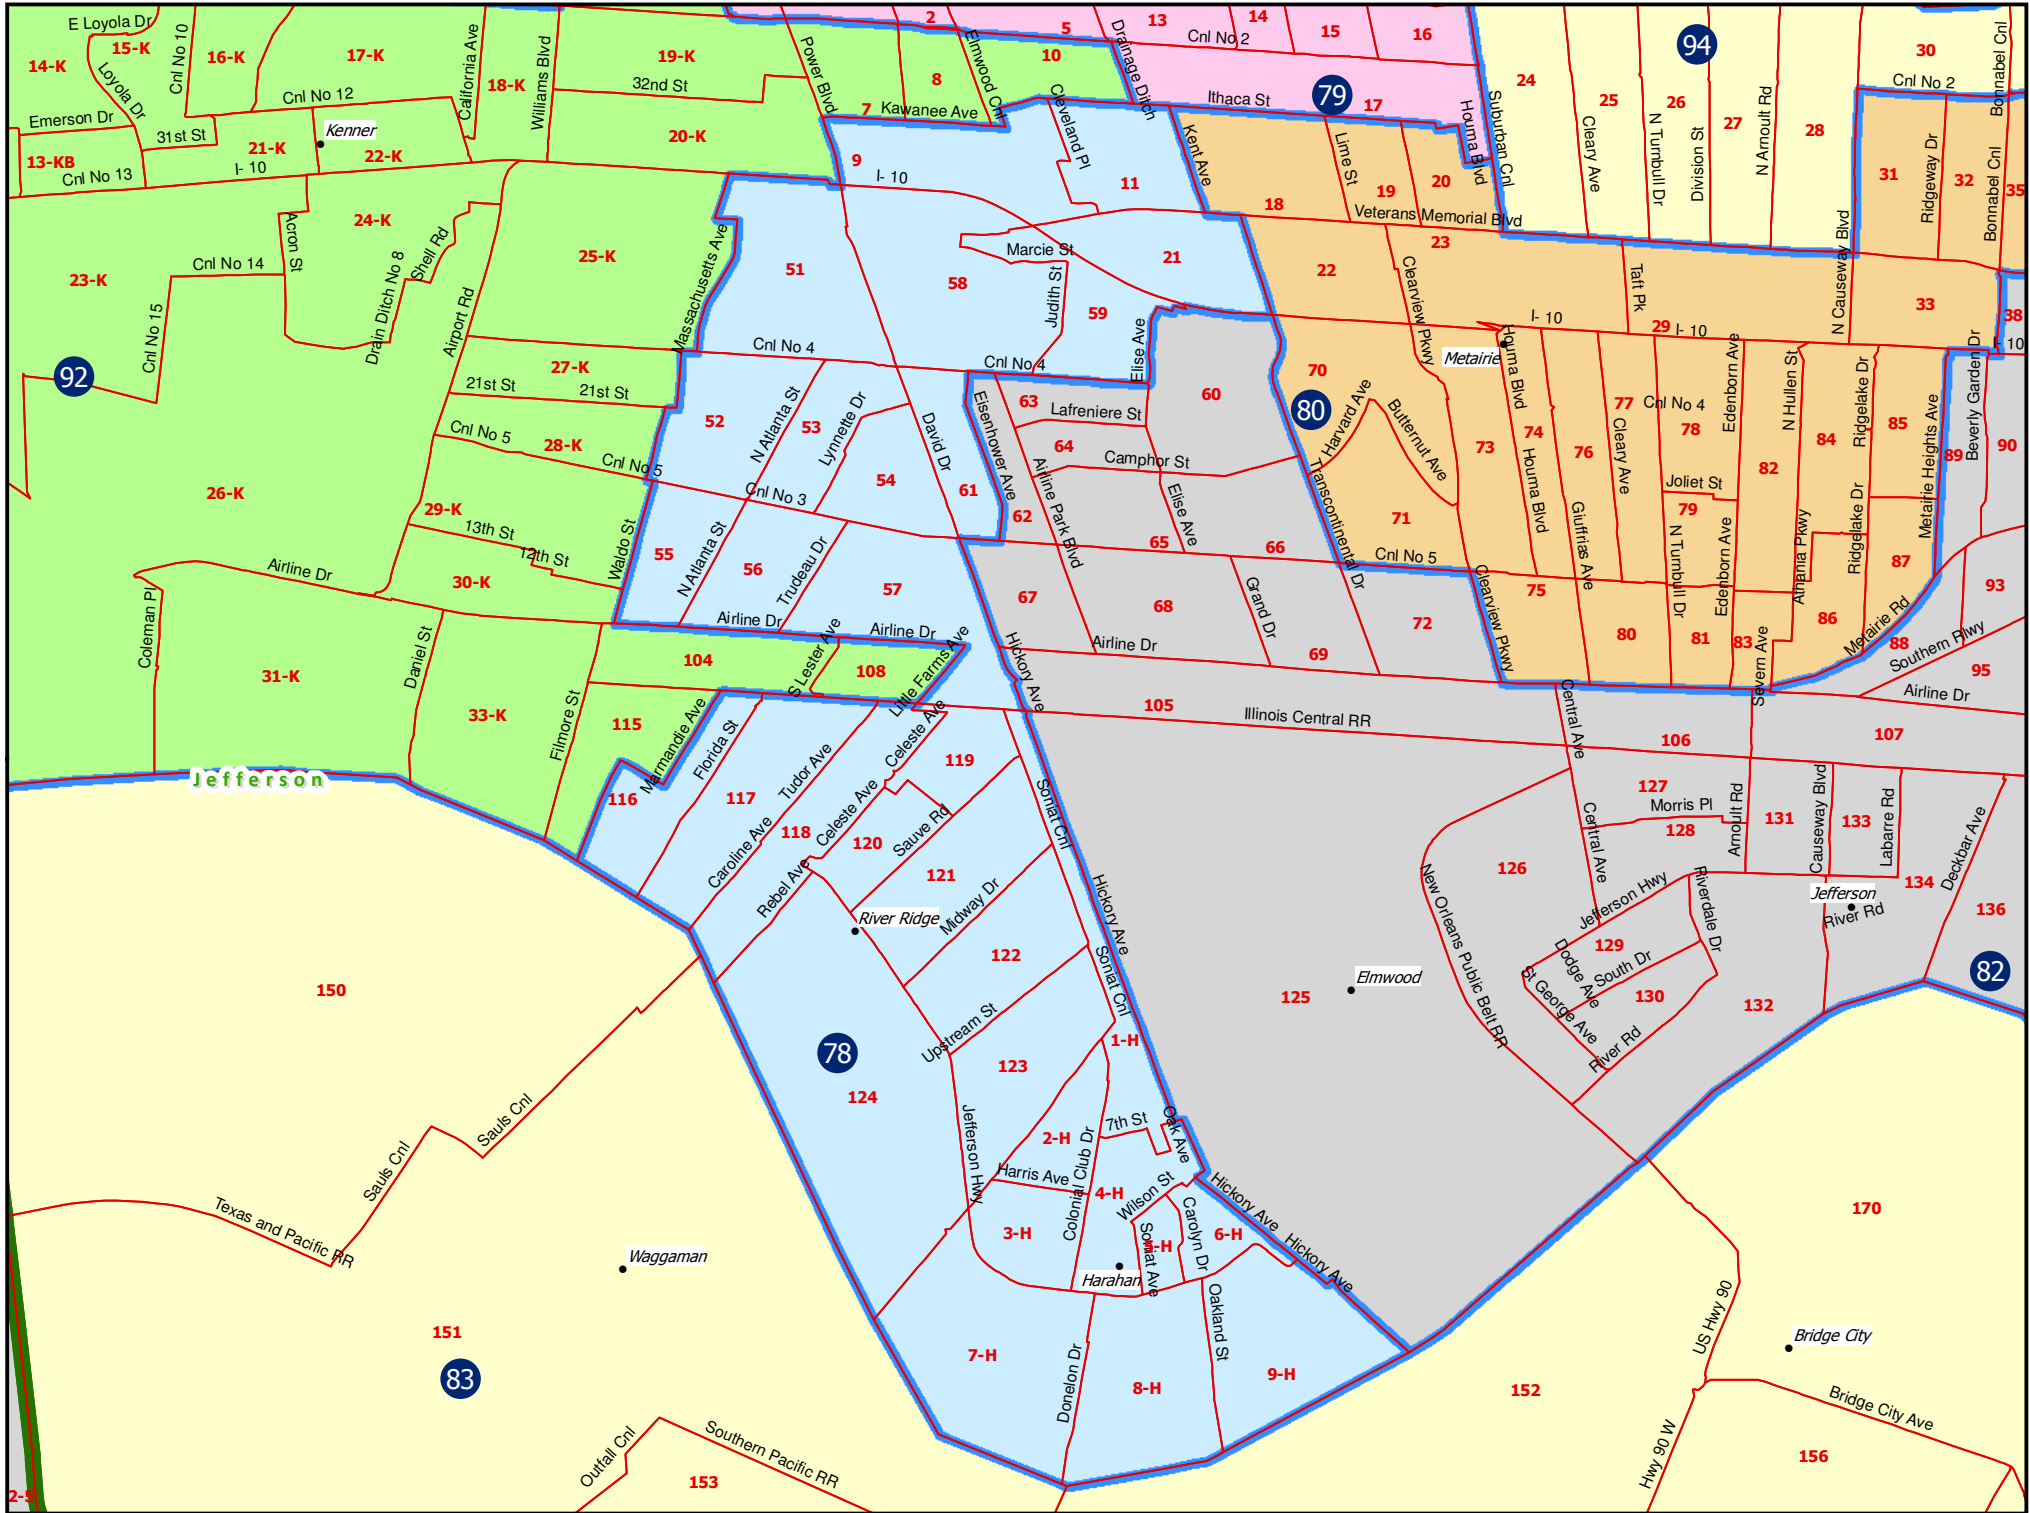 E Loyola Dr
15-K
14-K
Loyola Dr
Cnl No 10
16-K
17-K
California Ave
18-K
Williams Blvd
19-K
32nd St
Power Blvd
2
8
Elmwood Cnl
5
10
Drainage Ditch
13
14
15
16
Cnl No 2
79
17
Ithaca St
Houma Blvd
Suburban Cnl
24
94
30
Cnl No 2
Bonnabel Cnl
25
26
27
28
Cleary Ave
N Turnbull Dr
Division St
N Arnoult Rd
Emerson Dr
31st St
Cnl No 12
Kenner
13-KB
Cnl No 13
21-K
I- 10
22-K
20-K
7
Kawanee Ave
9
I- 10
Cleveland Pl
11
Kent Ave
18
Lime St
19
20
Houma Blvd
Veterans Memorial Blvd
23
31
Ridgeway Dr
32
35
Bonnabel Cnl
N Causeway Blvd
23-K
Acron St
24-K
Shell Rd
Drain Ditch No 8
Cnl No 14
Cnl No 15
Airport Rd
25-K
Massachusetts Ave
51
58
Marcie St
Judith St
59
21
22
Clearview Pkwy
Taft Pk
33
38
29
I- 10
I- 10
I- 10
N Causeway Blvd
92
27-K
21st St
21st St
Cnl No 4
Cnl No 4
Elise Ave
60
70
80
Metairie
Houma Blvd
Harvard Ave
Butternut Ave
Transcontinental Dr
Cnl No 5
28-K
Cnl No 5
52
N Atlanta St
53
Lynnette Dr
54
David Dr
61
Eisenhower Ave
62
63
Lafreniere St
64
Camphor St
Airline Park Blvd
Elise Ave
65
66
71
Cnl No 5
73
74
Houma Blvd
76
77
Cleary Ave
Cnl No 4
78
Joliet St
79
Edenborn Ave
82
N Hullen St
84
Ridgelake Dr
85
Metairie Heights Ave
89
Beverly Garden Dr
90
26-K
29-K
13th St
12th St
Waldo St
55
N Atlanta St
56
Cnl No 3
Trudeau Dr
57
67
68
Grand Dr
72
Clearview Pkwy
75
Giuffrias Ave
80
N Turnbull Dr
81
Edenborn Ave
83
Athania Pkwy
Ridgelake Dr
86
87
Metairie Rd
88
93
Southern Rlwy
95
Airline Dr
30-K
Airline Dr
Coleman Pl
31-K
Daniel St
33-K
Filmore St
Airline Dr
Airline Dr
104
S Lester Ave
108
Little Farms Ave
Hickory Ave
Airline Dr
69
Severn Ave
Airline Dr
115
Marmandie Ave
116
Florida St
117
Tudor Ave
Celeste Ave
119
105
Illinois Central RR
Central Ave
106
107
Jefferson
Caroline Ave
118
Celeste Ave
120
Sauve Rd
Rebel Ave
121
Midway Dr
River Ridge
Soniat Cnl
Hickory Ave
Central Ave
127
Morris Pl
128
Arnoult Rd
131
Causeway Blvd
133
Labarre Rd
134
Deckbar Ave
126
New Orleans Public Belt RR
Jefferson Hwy
Riverdale Dr
Jefferson
River Rd
136
82
129
Dodge Ave
South Dr
St George Ave
130
River Rd
132
Elmwood
125
150
122
Soniat Cnl
Upstream St
78
124
123
1-H
Sauls Cnl
Sauls Cnl
Texas and Pacific RR
Waggaman
Jefferson Hwy
2-H
7th St
Oak Ave
Colonial Club Dr
Harris Ave
4-H
Wilson St
3-H
Soniat Ave
Carolyn Dr
6-H
Hickory Ave
Hickory Ave
Harahan
170
151
83
7-H
Donelon Dr
8-H
Oakland St
9-H
152
US Hwy 90
Bridge City
Bridge City Ave
Hwy 90 W
156
Outfall Cnl
Southern Pacific RR
153